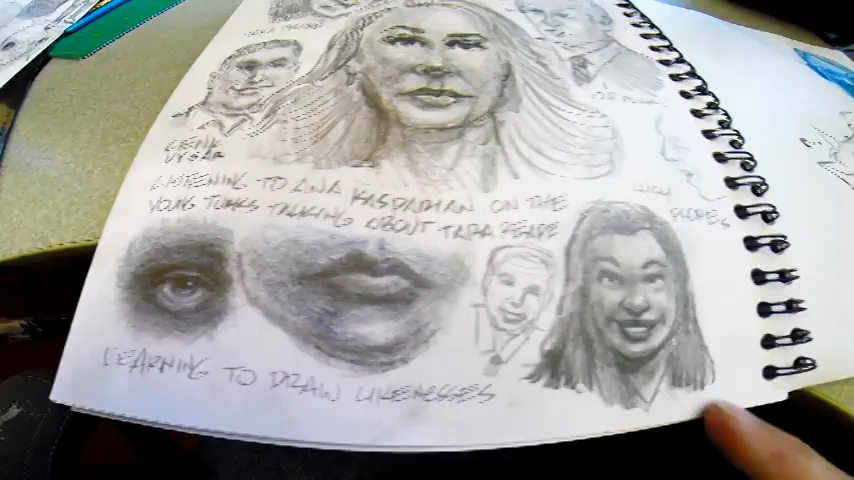 CENK
UYGAR
LISTENING TO ANA KASPARIAN ON THE
YOUNG TURKS TALKING ABOUT TARA READE
LEARNING TO DRAW LIKENESSES